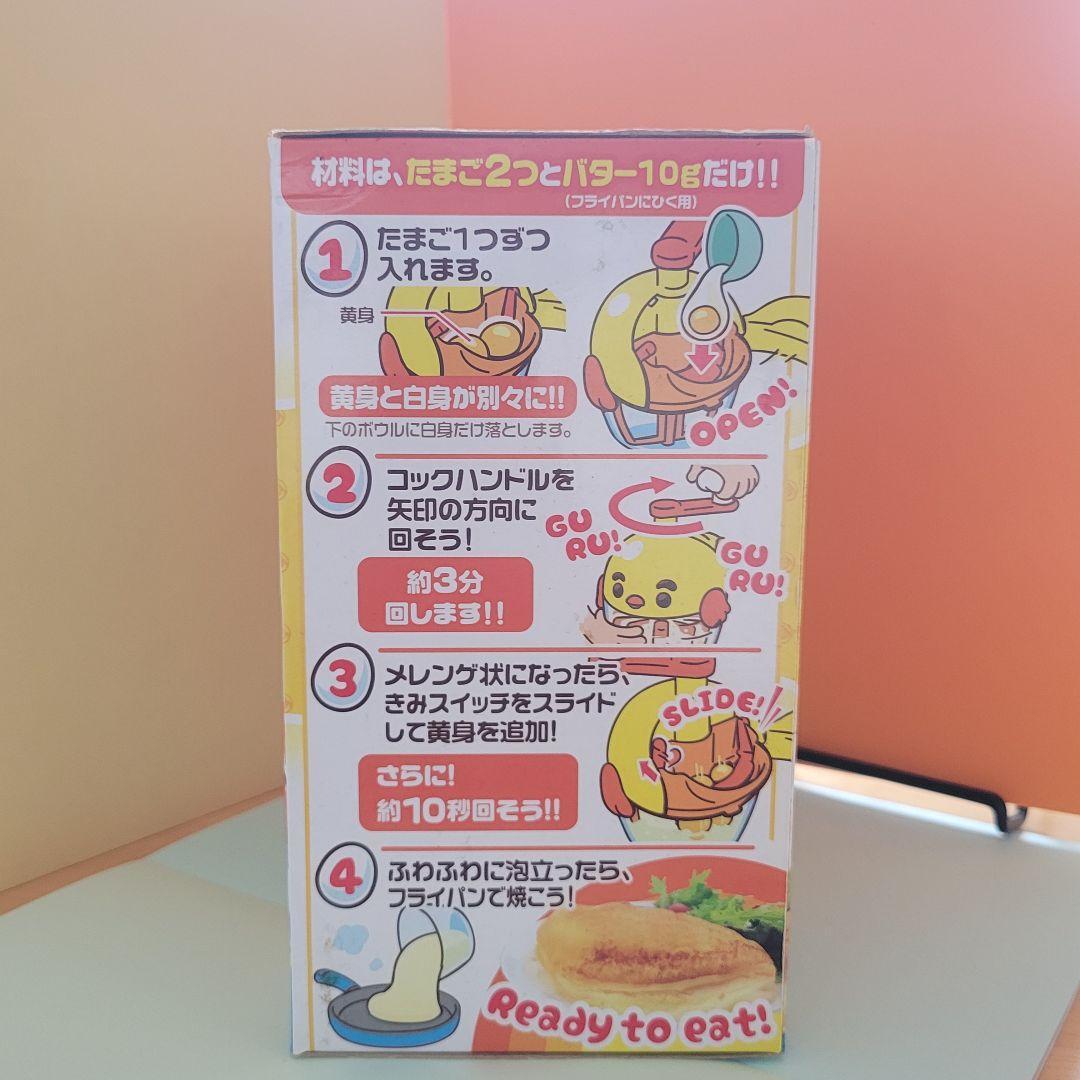 材料は、たまご2つとバター10gだけ!!
(フライパンにひく用)
1
たまご1つずつ
入れます。
黄身
黄身と白身が別々に!!
下のボウルに白身だけ落とします。
OPEN!
2
コックハンドルを
矢印の方向に
回そう!
約3分
回します!!
GU
RU!
GU
RU!
3
メレンゲ状になったら、
きみスイッチをスライド
して黄身を追加!
さらに!
約10秒回そう!!
SLIDE!
4
ふわふわに泡立ったら、
フライパンで焼こう!
Ready to eat!